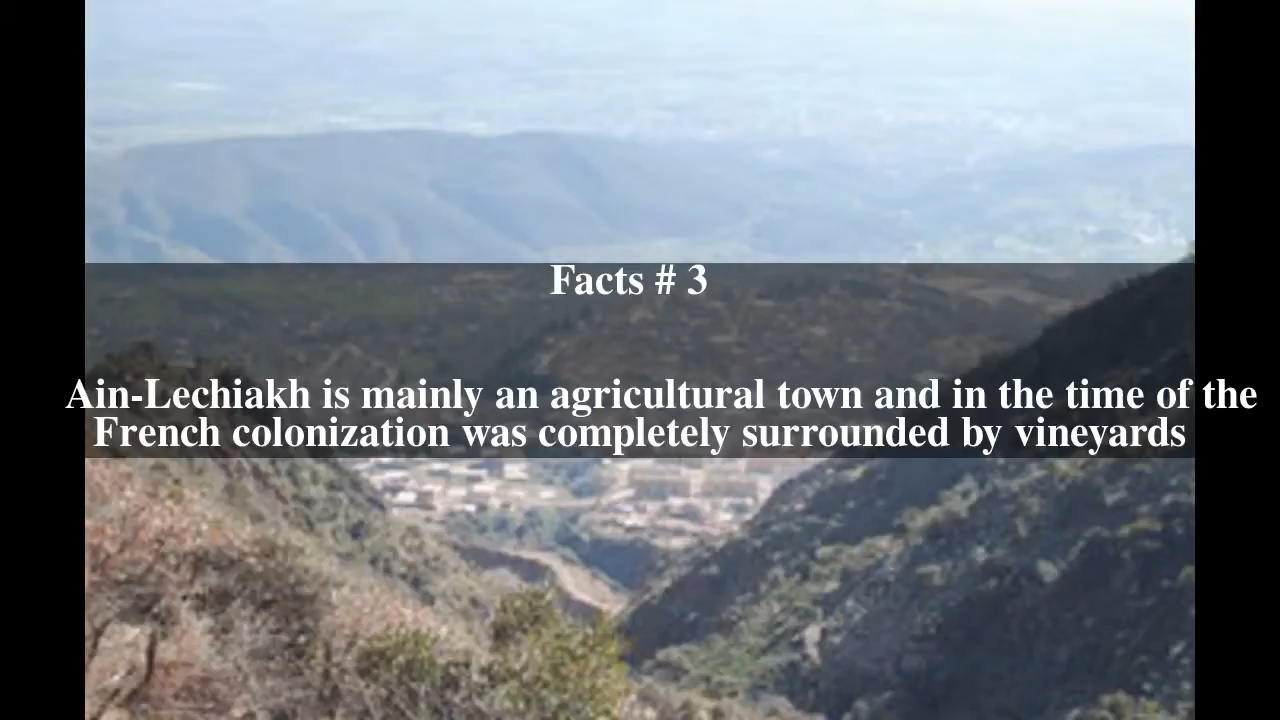 Facts # 3
Ain-Lechiakh is mainly an agricultural town and in the time of the
French colonization was completely surrounded by vineyards